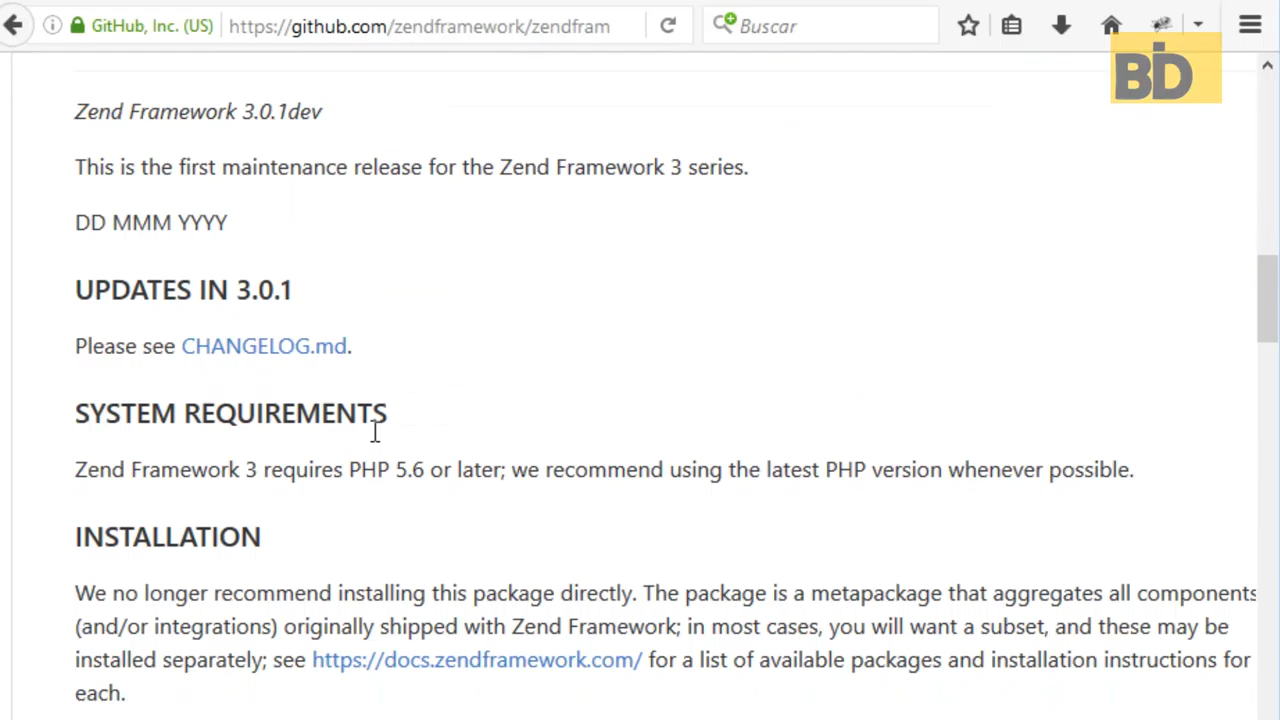 GitHub, Inc. (US) https://github.com/zendframework/zendfram Buscar
BD
Zend Framework 3.0.1dev
This is the first maintenance release for the Zend Framework 3 series.
DD MMM YYYY
UPDATES IN 3.0.1
Please see CHANGELOG.md.
SYSTEM REQUIREMENTS
Zend Framework 3 requires PHP 5.6 or later; we recommend using the latest PHP version whenever possible.
INSTALLATION
We no longer recommend installing this package directly. The package is a metapackage that aggregates all components
(and/or integrations) originally shipped with Zend Framework; in most cases, you will want a subset, and these may be
installed separately; see https://docs.zendframework.com/ for a list of available packages and installation instructions for
each.